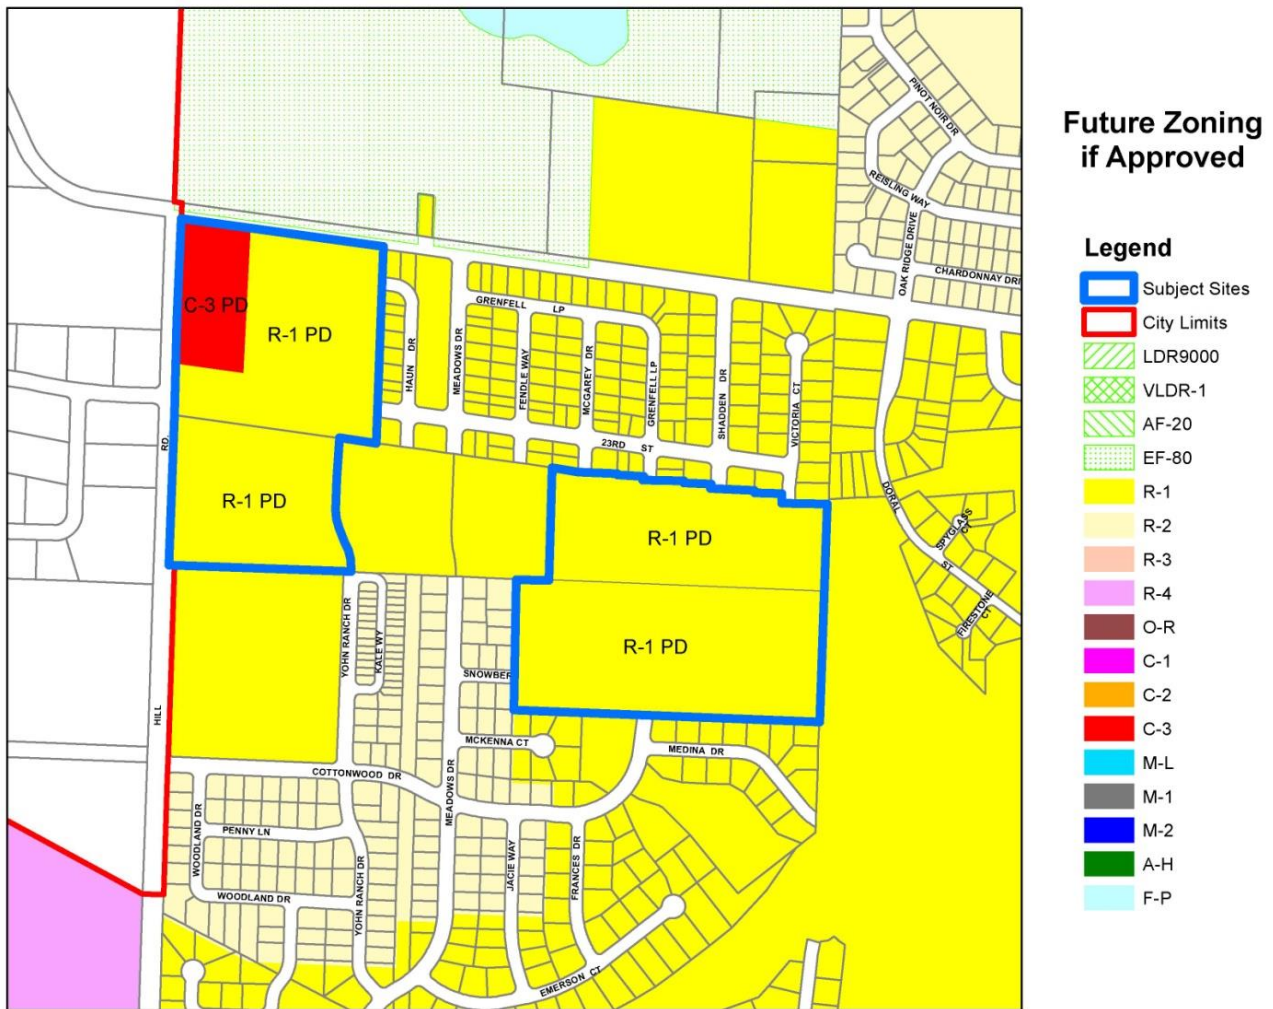 Future Zoning
if Approved
Legend
Subject Sites
City Limits
LDR9000
VLDR-1
AF-20
EF-80
R-1
R-2
R-3
R-4
O-R
C-1
C-2
C-3
M-L
M-1
M-2
A-H
F-P
PINOT NOIR DR
REISLING WAY
OAK RIDGE DRIVE
CHARDONNAY DRI
C-3 PD
R-1 PD
GRENFELL LP
HAUN DR
MEADOWS DR
FENDLE WAY
MCGAREY DR
GRENFELL LP
SHADDEN DR
VICTORIA CT
23RD ST
RD.
R-1 PD
R-1 PD
DORAL
ST
SPYGLASS
CT
FIRESTONE
CT
R-1 PD
YOHN RANCH DR
KALE WY
SNOWBER
HILL
MCKENNA CT
MEDINA DR
COTTONWOOD DR
MEADOWS DR
WOODLAND DR
PENNY LN
YOHN RANCH DR
JACIE WAY
FRANCES DR
WOODLAND DR
EMERSON CT